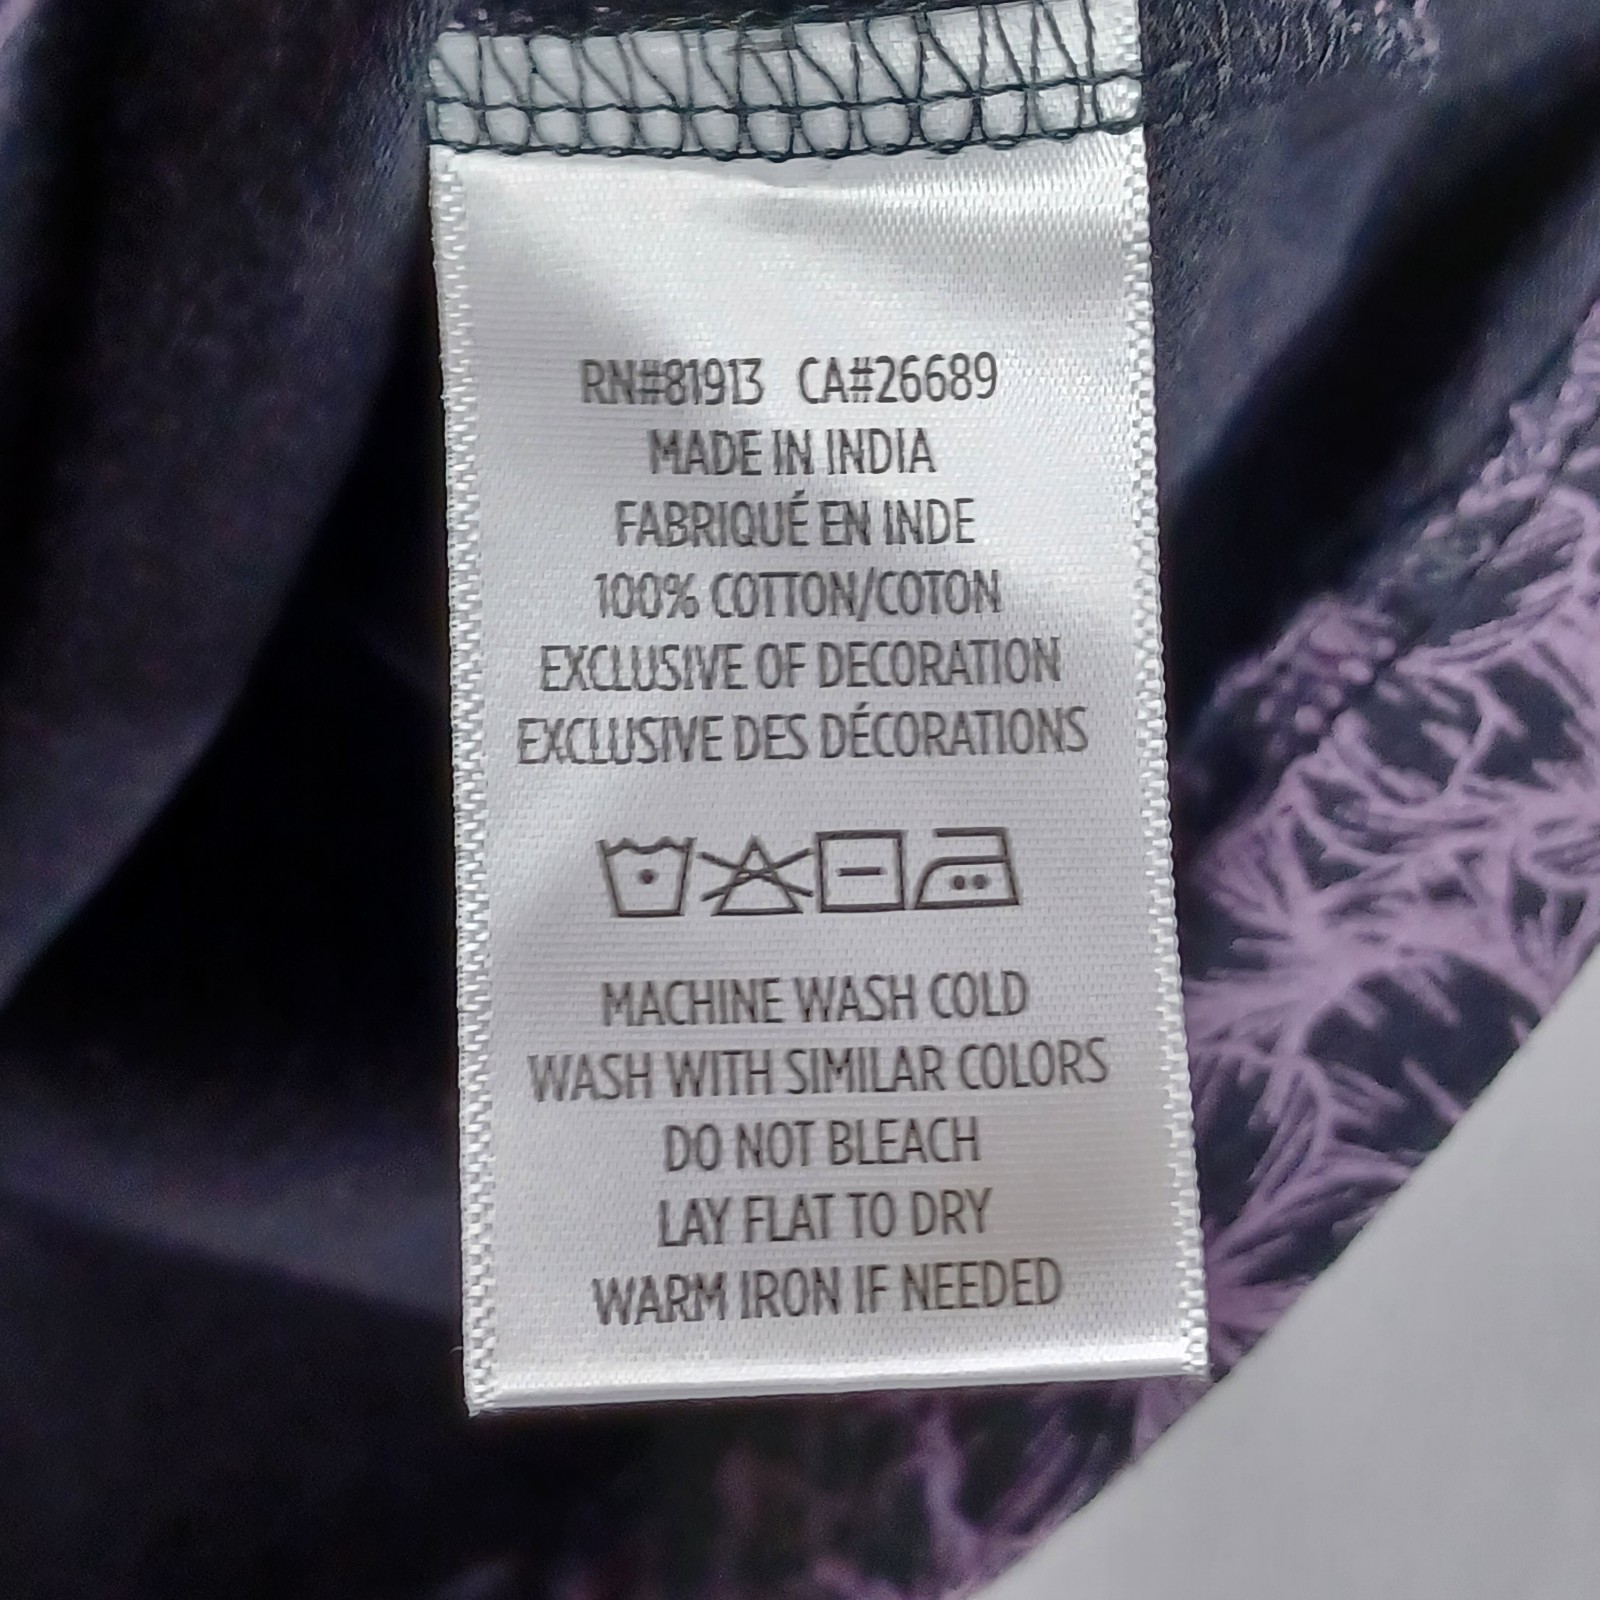 RN#81913 CA#26689
MADE IN INDIA
FABRIQUÉ EN INDE
100% COTTON/COTON
EXCLUSIVE OF DECORATION
EXCLUSIVE DES DÉCORATIONS
MACHINE WASH COLD
WASH WITH SIMILAR COLORS
DO NOT BLEACH
LAY FLAT TO DRY
WARM IRON IF NEEDED